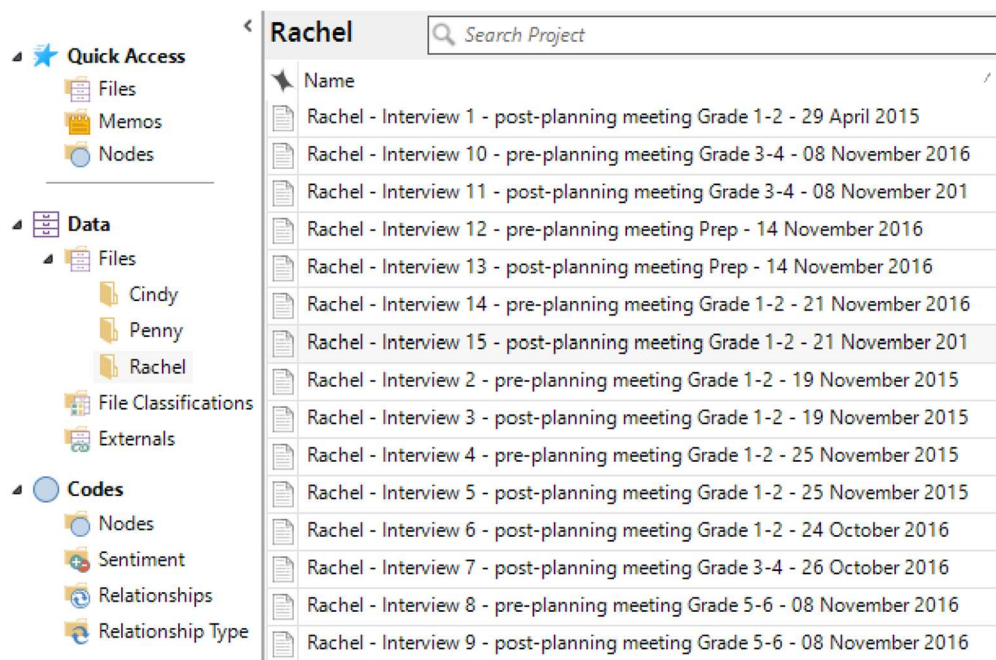 Quick Access
Files
Memos
Nodes
Data
Files
Cindy
Penny
Rachel
File Classifications
Externals
Codes
Nodes
Sentiment
Relationships
Relationship Type
Rachel
Search Project
Name
Rachel - Interview 1 - post-planning meeting Grade 1-2 - 29 April 2015
Rachel - Interview 10 - pre-planning meeting Grade 3-4 - 08 November 2016
Rachel - Interview 11 - post-planning meeting Grade 3-4 - 08 November 201
Rachel - Interview 12 - pre-planning meeting Prep - 14 November 2016
Rachel - Interview 13 - post-planning meeting Prep - 14 November 2016
Rachel - Interview 14 - pre-planning meeting Grade 1-2 - 21 November 2016
Rachel - Interview 15 - post-planning meeting Grade 1-2 - 21 November 201
Rachel - Interview 2 - pre-planning meeting Grade 1-2 - 19 November 2015
Rachel - Interview 3 - post-planning meeting Grade 1-2 - 19 November 2015
Rachel - Interview 4 - pre-planning meeting Grade 1-2 - 25 November 2015
Rachel - Interview 5 - post-planning meeting Grade 1-2 - 25 November 2015
Rachel - Interview 6 - post-planning meeting Grade 1-2 - 24 October 2016
Rachel - Interview 7 - post-planning meeting Grade 3-4 - 26 October 2016
Rachel - Interview 8 - pre-planning meeting Grade 5-6 - 08 November 2016
Rachel - Interview 9 - post-planning meeting Grade 5-6 - 08 November 2016